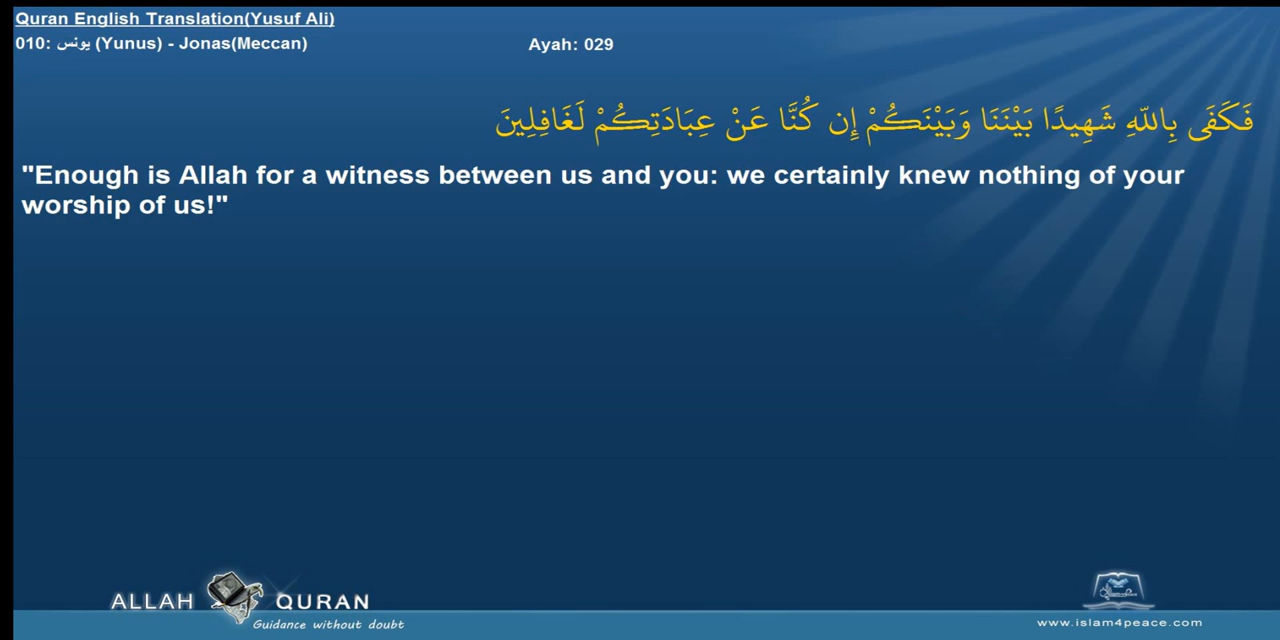 Quran English Translation(Yusuf Ali)
010: يونس (Yunus) - Jonas(Meccan) Ayah: 029
فَكَفَى بِاللّهِ شَهِيدًا بَيْنَنَا وَبَيْنَكُمْ إِن كُنَّا عَنْ عِبَادَتِكُمْ لَغَافِلِينَ
"Enough is Allah for a witness between us and you: we certainly knew nothing of your
worship of us!"
ALLAH QURAN
Guidance without doubt
www.islam4peace.com